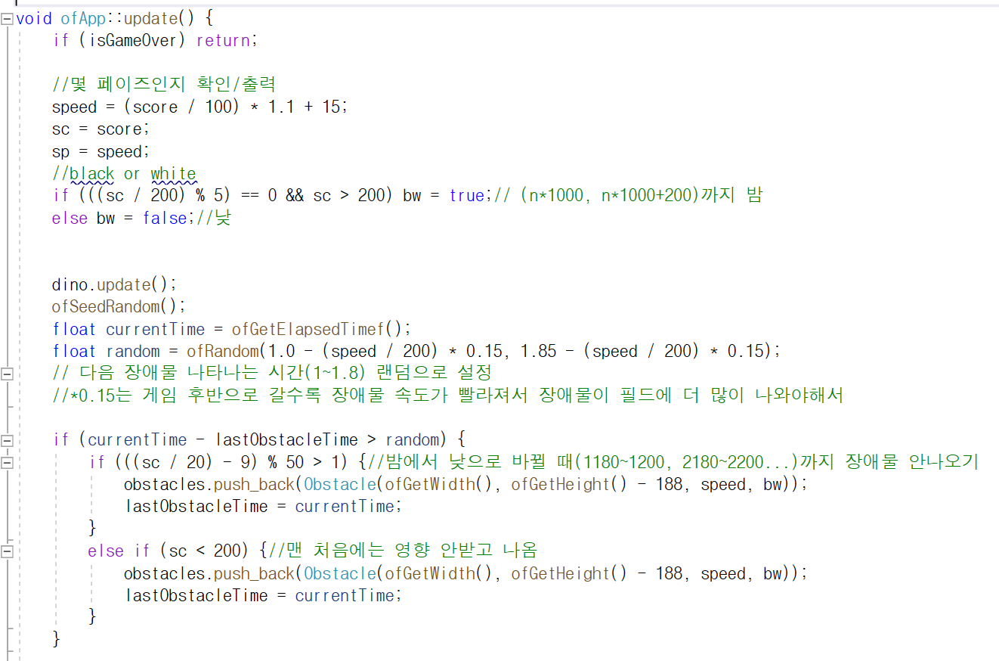 void ofApp::update() {
if (isGameOver) return;
//몇 페이즈인지 확인/출력
speed = (score / 100) * 1.1 + 15;
sc = score;
sp = speed;
//black or white
if (((sc / 200) % 5) == 0 && sc > 200) bw = true;// (n*1000, n*1000+200)까지 밤
else bw = false;//낮
dino.update();
ofSeedRandom();
float currentTime = ofGetElapsedTimef();
float random = ofRandom(1.0 - (speed / 200) * 0.15, 1.85 - (speed / 200) * 0.15);
// 다음 장애물 나타나는 시간(1~1.8) 랜덤으로 설정
//*0.15는 게임 후반으로 갈수록 장애물 속도가 빨라져서 장애물이 필드에 더 많이 나와야해서
if (currentTime - lastObstacleTime > random) {
if (((sc / 20) - 9) % 50 > 1) {//밤에서 낮으로 바뀔 때(1180~1200, 2180~2200...)까지 장애물 안나오기
obstacles.push_back(Obstacle(ofGetWidth(), ofGetHeight() - 188, speed, bw));
lastObstacleTime = currentTime;
}
else if (sc < 200) {//맨 처음에는 영향 안받고 나옴
obstacles.push_back(Obstacle(ofGetWidth(), ofGetHeight() - 188, speed, bw));
lastObstacleTime = currentTime;
}
}